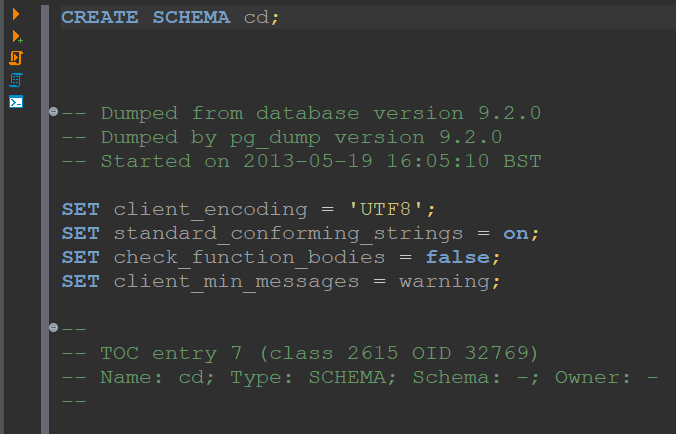 CREATE SCHEMA cd;
-- Dumped from database version 9.2.0
-- Dumped by pg_dump version 9.2.0
-- Started on 2013-05-19 16:05:10 BST
SET client_encoding = 'UTF8';
SET standard_conforming_strings = on;
SET check_function_bodies = false;
SET client_min_messages = warning;
--
-- TOC entry 7 (class 2615 OID 32769)
-- Name: cd; Type: SCHEMA; Schema: -; Owner: -
--